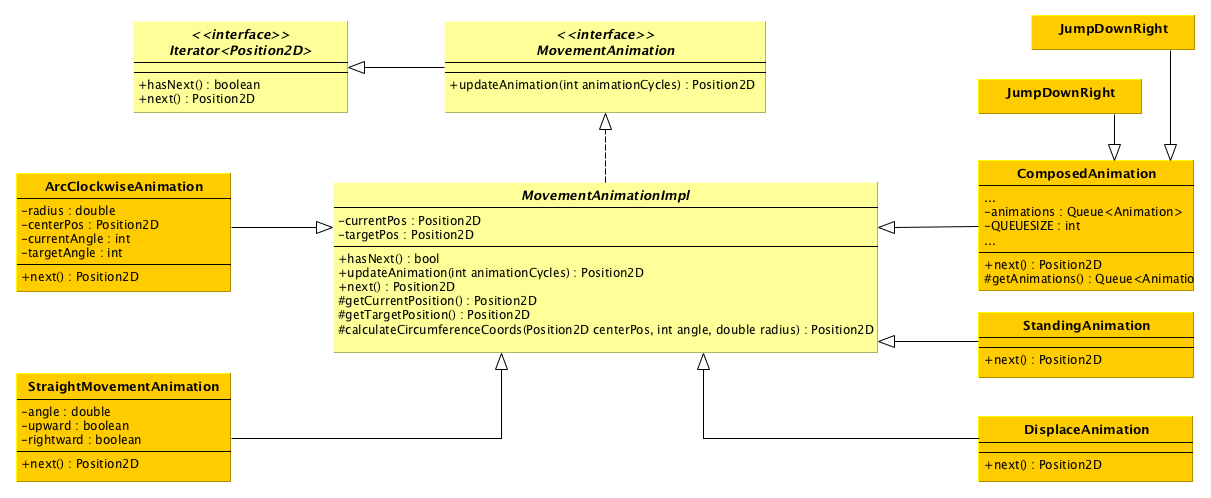 <<interface>>
Iterator<Position2D>
+hasNext() : boolean
+next() : Position2D
<<interface>>
MovementAnimation
+updateAnimation(int animationCycles) : Position2D
JumpDownRight
JumpDownRight
ArcClockwiseAnimation
-radius : double
-centerPos : Position2D
-currentAngle : int
-targetAngle : int
+next() : Position2D
MovementAnimationImpl
-currentPos : Position2D
-targetPos : Position2D
+hasNext() : bool
+updateAnimation(int animationCycles) : Position2D
+next() : Position2D
#getCurrentPosition() : Position2D
#getTargetPosition() : Position2D
#calculateCircumferenceCoords(Position2D centerPos, int angle, double radius) : Position2D
ComposedAnimation
...
-animations : Queue<Animation>
-QUEUESIZE : int
...
+next() : Position2D
#getAnimations() : Queue<Animatio
StandingAnimation
+next() : Position2D
StraightMovementAnimation
-angle : double
-upward : boolean
-rightward : boolean
+next() : Position2D
DisplaceAnimation
+next() : Position2D